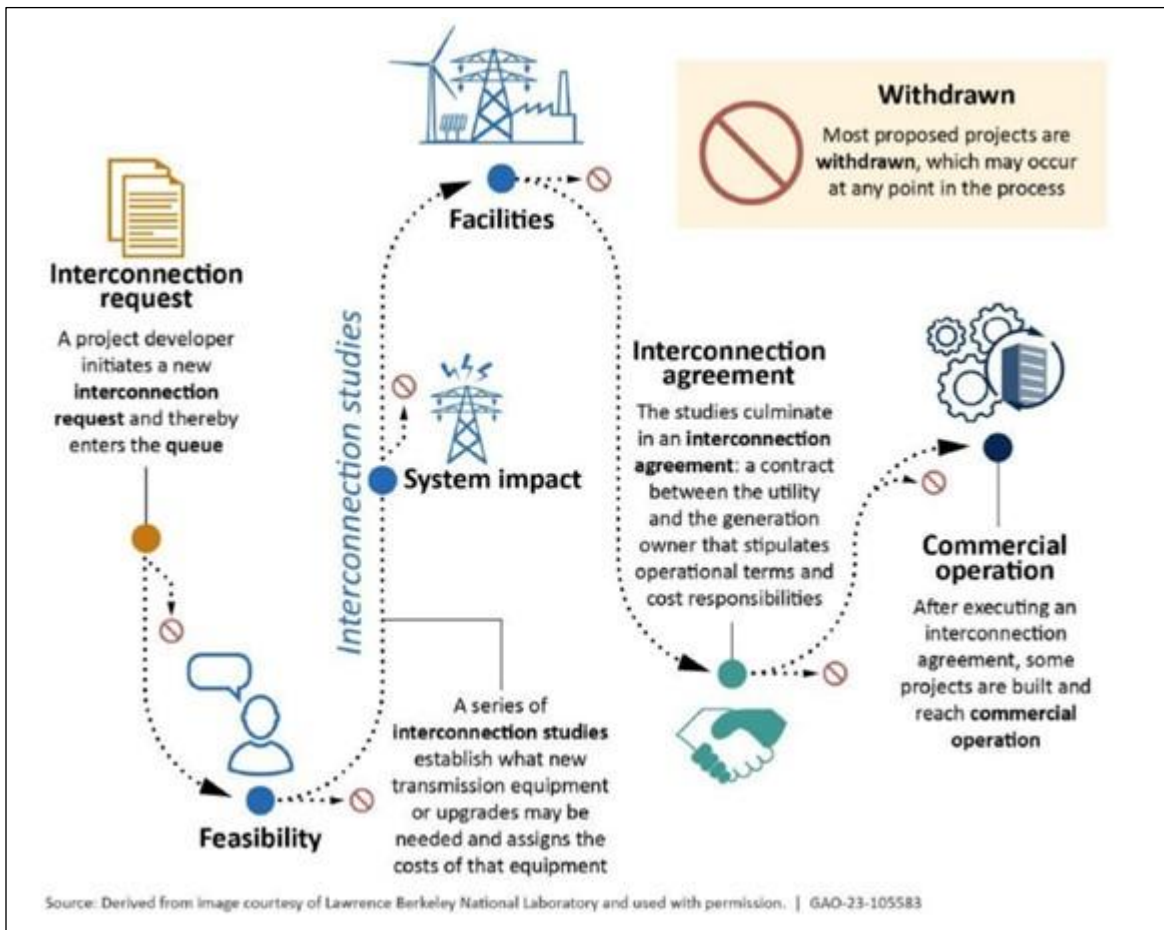 Withdrawn
Most proposed projects are
withdrawn, which may occur
at any point in the process
Facilities
Interconnection
request
A project developer
initiates a new
interconnection
request and thereby
enters the queue
Interconnection studies
System impact
Interconnection
agreement
The studies culminate
in an interconnection
agreement: a contract
between the utility
and the generation
owner that stipulates
operational terms and
cost responsibilities
Commercial
operation
After executing an
interconnection
agreement, some
projects are built and
reach commercial
operation
Feasibility
A series of
interconnection studies
establish what new
transmission equipment
or upgrades may be
needed and assigns the
costs of that equipment
Source: Derived from image courtesy of Lawrence Berkeley National Laboratory and used with permission. | GAO-23-105583